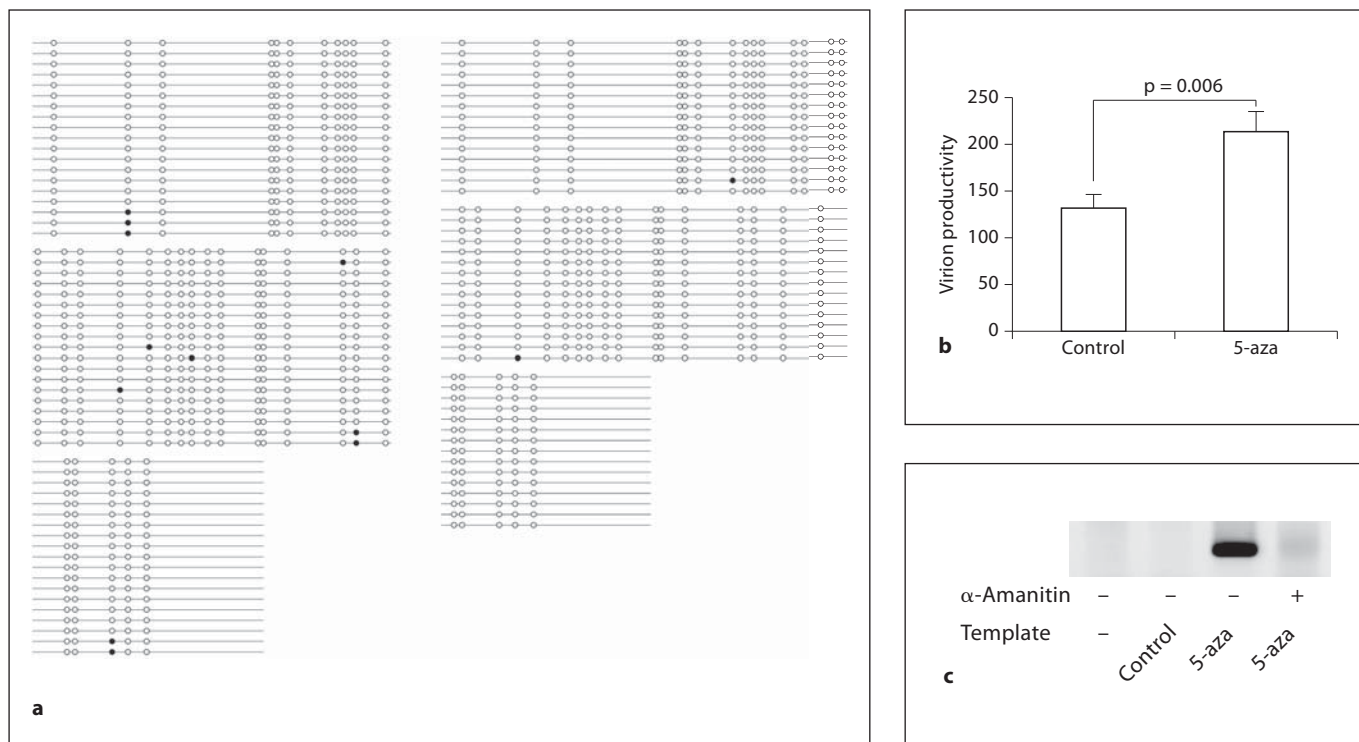 a
p = 0.006
250
200
150
100
50
0
Virion productivity
Control
5-aza
b
α-Amanitin – – – +
Template – Control 5-aza 5-aza
c